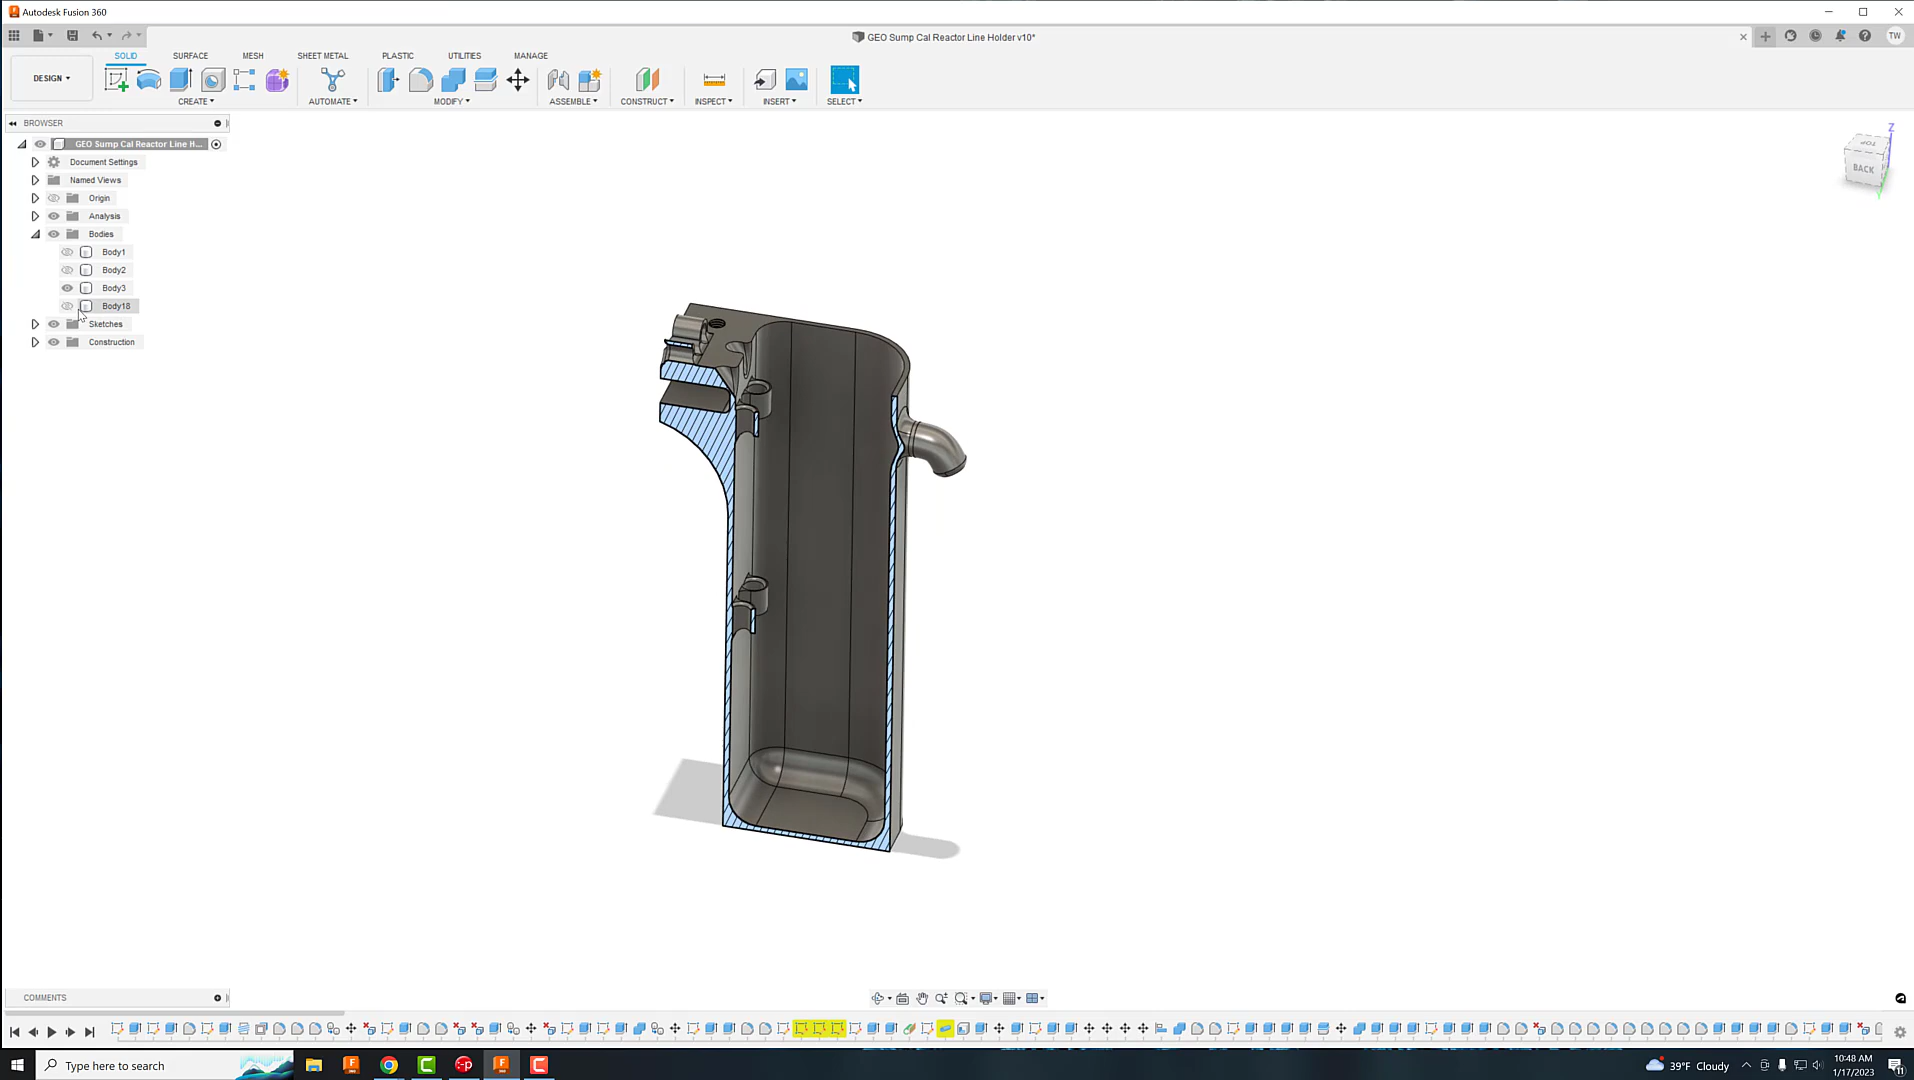 Autodesk Fusion 360
GEO Sump Cal Reactor Line Holder v10*
TW
DESIGN
SOLID SURFACE MESH SHEET METAL PLASTIC UTILITIES MANAGE
CREATE AUTOMATE MODIFY ASSEMBLE CONSTRUCT INSPECT INSERT SELECT
BROWSER
GEO Sump Cal Reactor Line H...
Document Settings
Named Views
Origin
Analysis
Bodies
Body1
Body2
Body3
Body18
Sketches
Construction
Z
TOP
BACK
Y
COMMENTS
Type here to search
39°F Cloudy
10:48 AM
1/17/2023
11